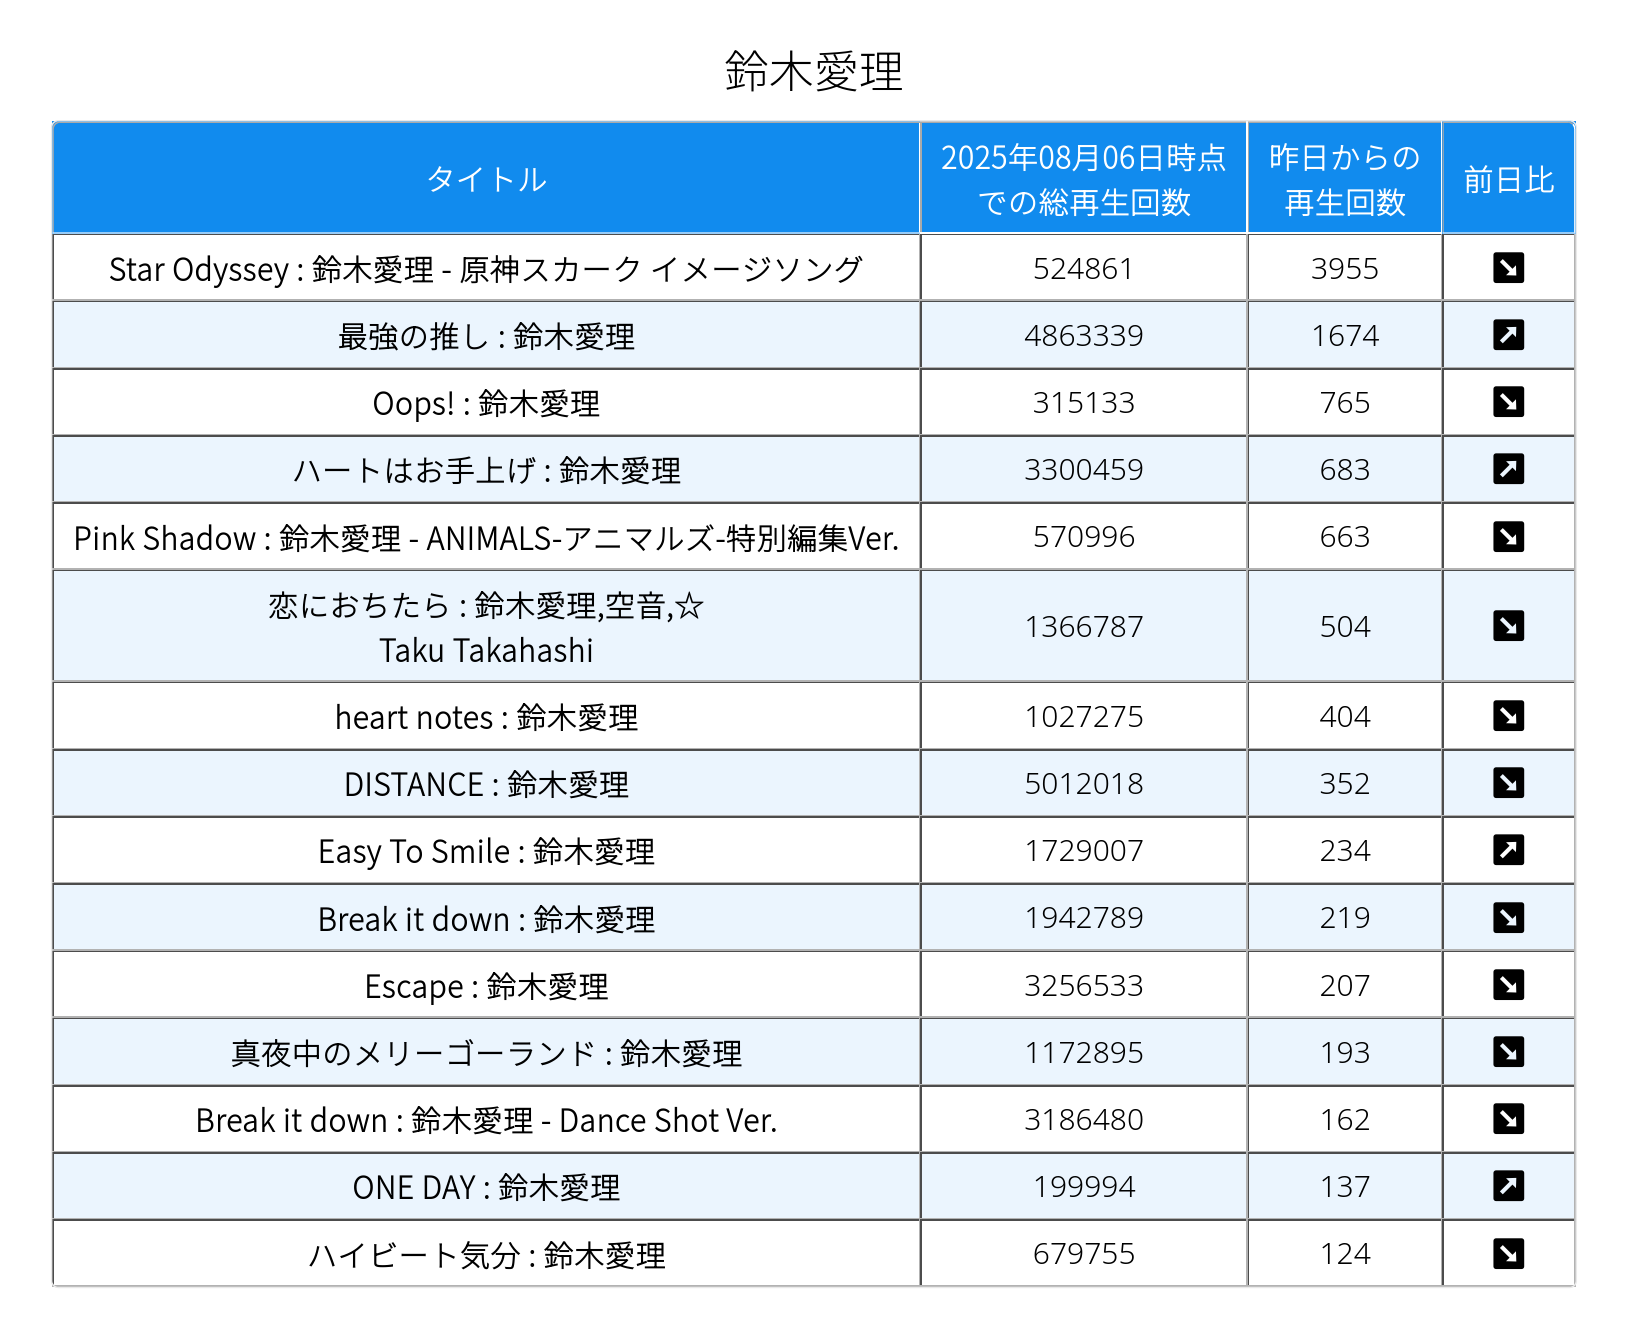 鈴木愛理
タイトル
2025年08月06日時点
での総再生回数
昨日からの
再生回数
前日比
Star Odyssey : 鈴木愛理 - 原神スカーク イメージソング 524861 3955
最強の推し : 鈴木愛理 4863339 1674
Oops! : 鈴木愛理 315133 765
ハートはお手上げ : 鈴木愛理 3300459 683
Pink Shadow : 鈴木愛理 - ANIMALS-アニマルズ-特別編集Ver. 570996 663
恋におちたら : 鈴木愛理,空音,☆
Taku Takahashi 1366787 504
heart notes : 鈴木愛理 1027275 404
DISTANCE : 鈴木愛理 5012018 352
Easy To Smile : 鈴木愛理 1729007 234
Break it down : 鈴木愛理 1942789 219
Escape : 鈴木愛理 3256533 207
真夜中のメリーゴーランド : 鈴木愛理 1172895 193
Break it down : 鈴木愛理 - Dance Shot Ver. 3186480 162
ONE DAY : 鈴木愛理 199994 137
ハイビート気分 : 鈴木愛理 679755 124